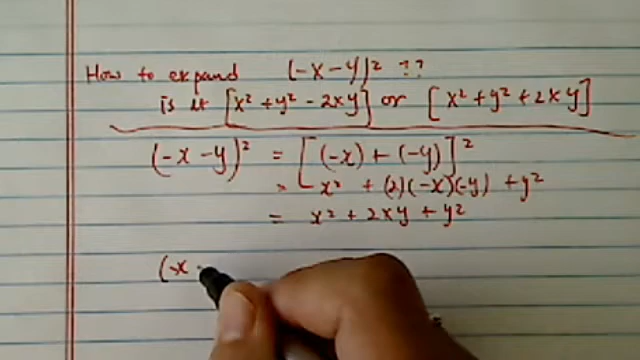 How to expand (-x-y)² ??
is it [x²+y²-2xy] or [x²+y²+2xy]
(-x-y)² = [(-x)+(-y)]²
= x² + (2)(-x)(-y) + y²
= x² + 2xy + y²
(-x